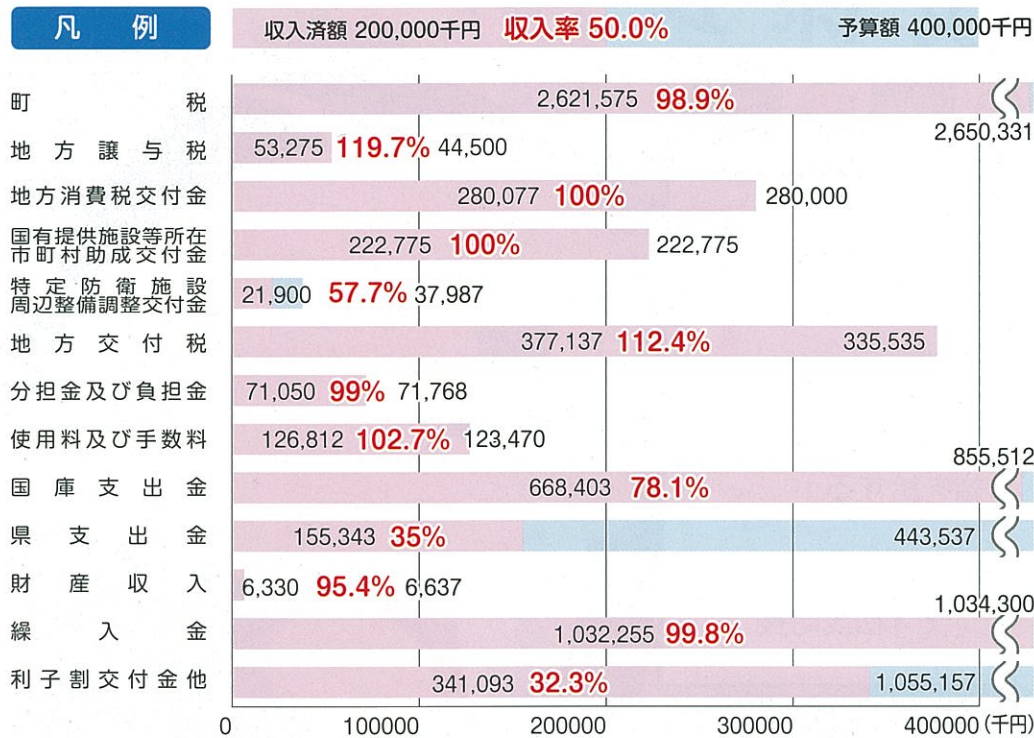 凡例
収入済額 200,000千円 収入率 50.0% 予算額 400,000千円
町税 2,621,575 98.9% 2,650,331
地方譲与税 53,275 119.7% 44,500
地方消費税交付金 280,077 100% 280,000
国有提供施設等所在
市町村助成交付金 222,775 100% 222,775
特定防衛施設
周辺整備調整交付金 21,900 57.7% 37,987
地方交付税 377,137 112.4% 335,535
分担金及び負担金 71,050 99% 71,768
使用料及び手数料 126,812 102.7% 123,470
国庫支出金 668,403 78.1% 855,512
県支出金 155,343 35% 443,537
財産収入 6,330 95.4% 6,637
繰入金 1,032,255 99.8% 1,034,300
利子割交付金他 341,093 32.3% 1,055,157
0 100000 200000 300000 400000 (千円)